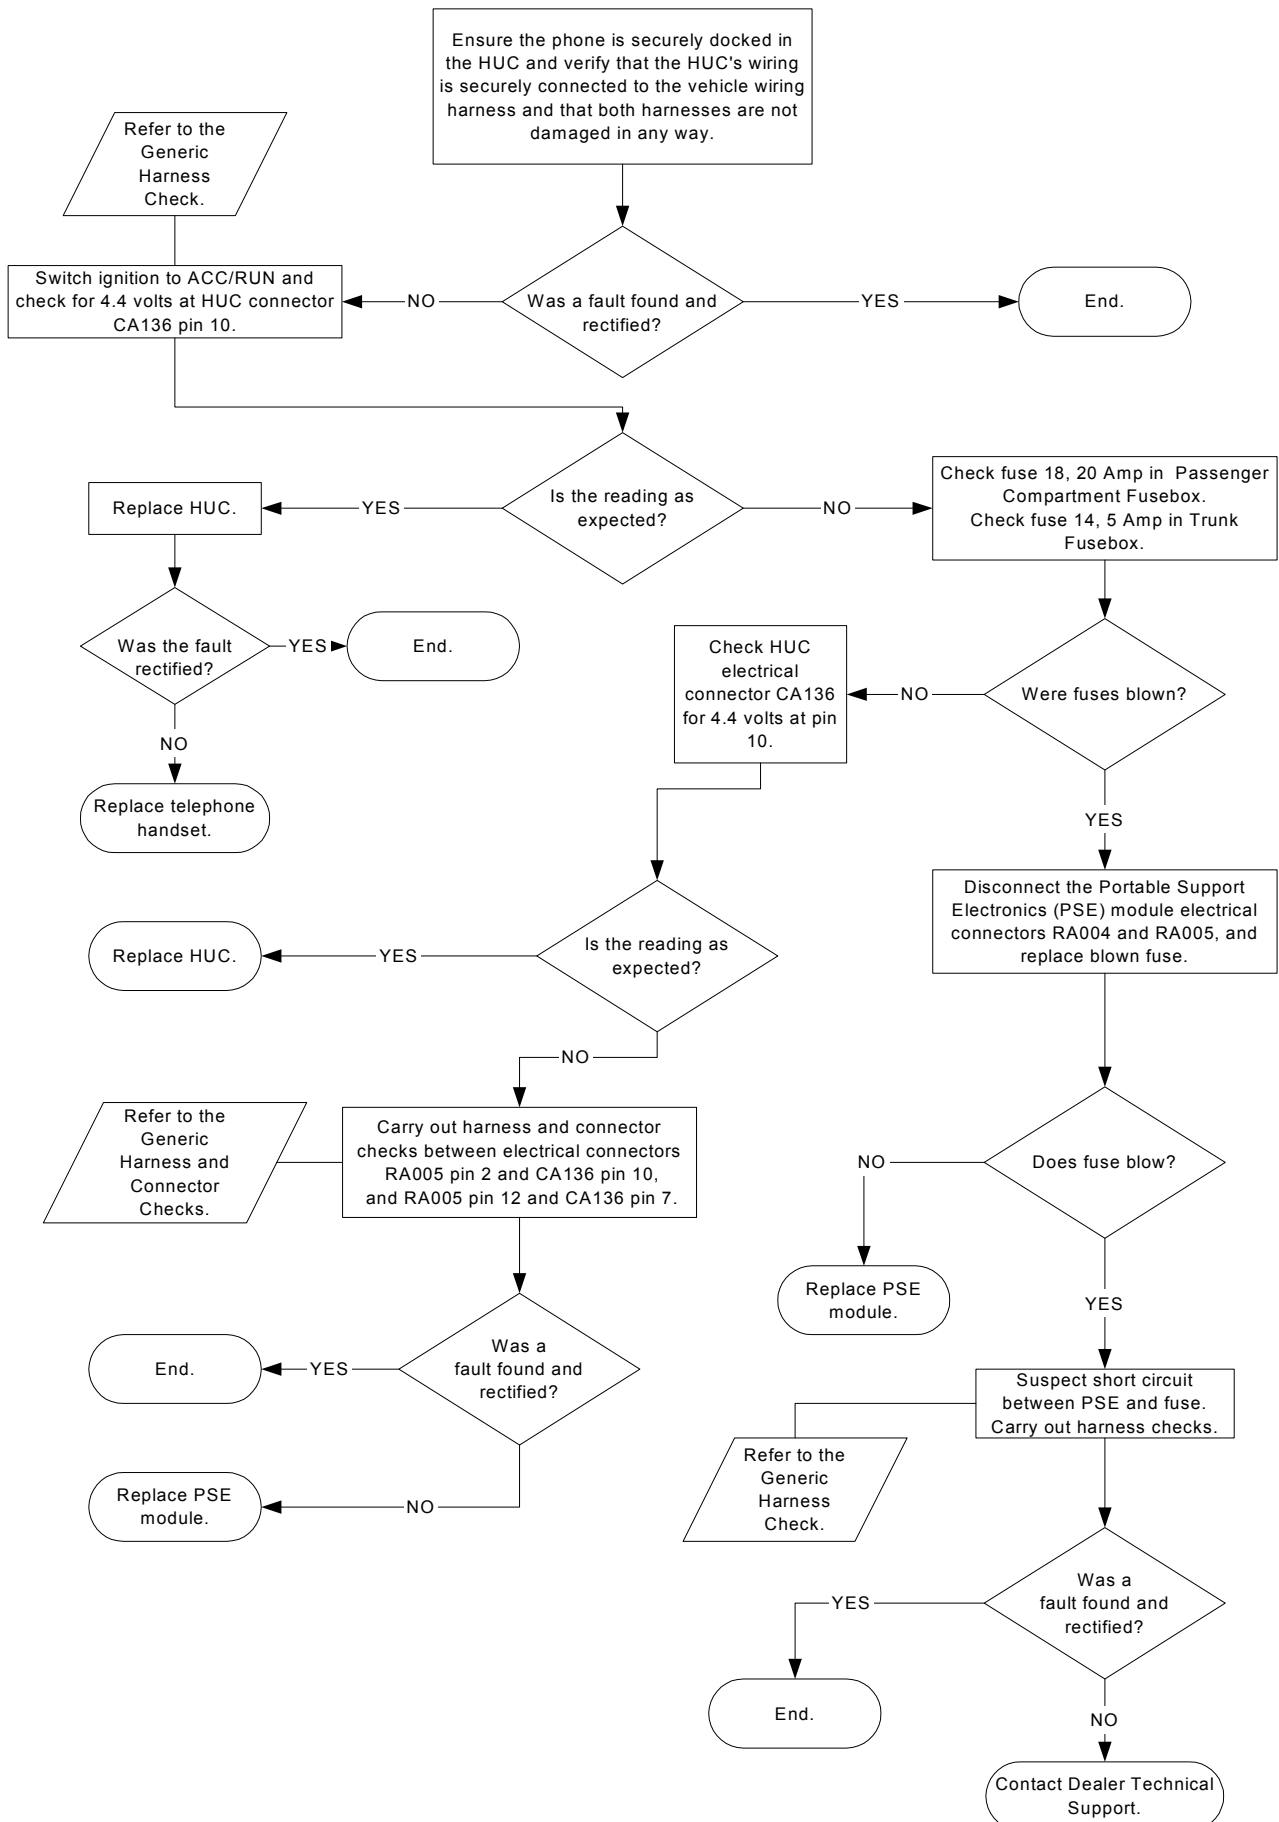 Ensure the phone is securely docked in
the HUC and verify that the HUC's wiring
is securely connected to the vehicle wiring
harness and that both harnesses are not
damaged in any way.
Refer to the
Generic
Harness
Check.
Switch ignition to ACC/RUN and
check for 4.4 volts at HUC connector
CA136 pin 10.
NO
Was a fault found and
rectified?
YES
End.
Replace HUC.
YES
Is the reading as
expected?
NO
Check fuse 18, 20 Amp in Passenger
Compartment Fusebox.
Check fuse 14, 5 Amp in Trunk
Fusebox.
Was the fault
rectified?
YES
End.
Check HUC
electrical
connector CA136
for 4.4 volts at pin
10.
NO
Were fuses blown?
NO
Replace telephone
handset.
YES
Disconnect the Portable Support
Electronics (PSE) module electrical
connectors RA004 and RA005, and
replace blown fuse.
Replace HUC.
YES
Is the reading as
expected?
NO
Refer to the
Generic
Harness and
Connector
Checks.
Carry out harness and connector
checks between electrical connectors
RA005 pin 2 and CA136 pin 10,
and RA005 pin 12 and CA136 pin 7.
NO
Does fuse blow?
Replace PSE
module.
YES
End.
YES
Was a
fault found and
rectified?
Suspect short circuit
between PSE and fuse.
Carry out harness checks.
Refer to the
Generic
Harness
Check.
Replace PSE
module.
NO
YES
Was a
fault found and
rectified?
End.
NO
Contact Dealer Technical
Support.